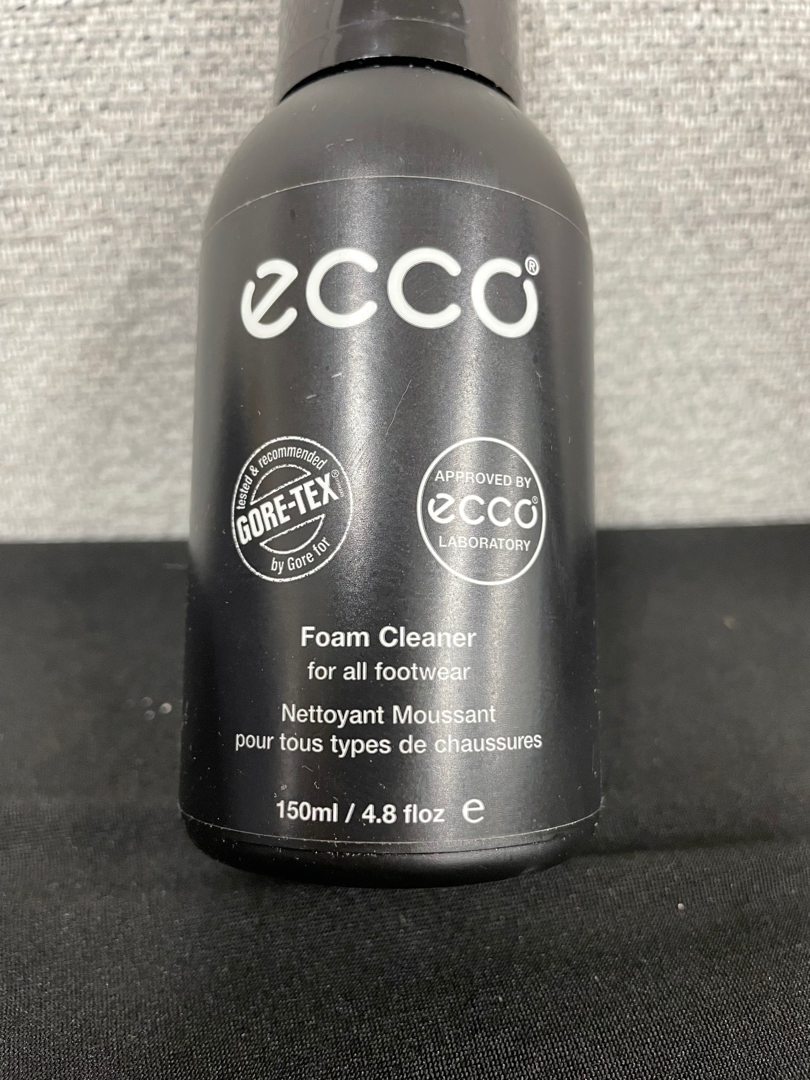 ecco®
tested & recommended
GORE-TEX®
by Gore for
APPROVED BY
ecco®
LABORATORY
Foam Cleaner
for all footwear
Nettoyant Moussant
pour tous types de chaussures
150ml / 4.8 floz ℮